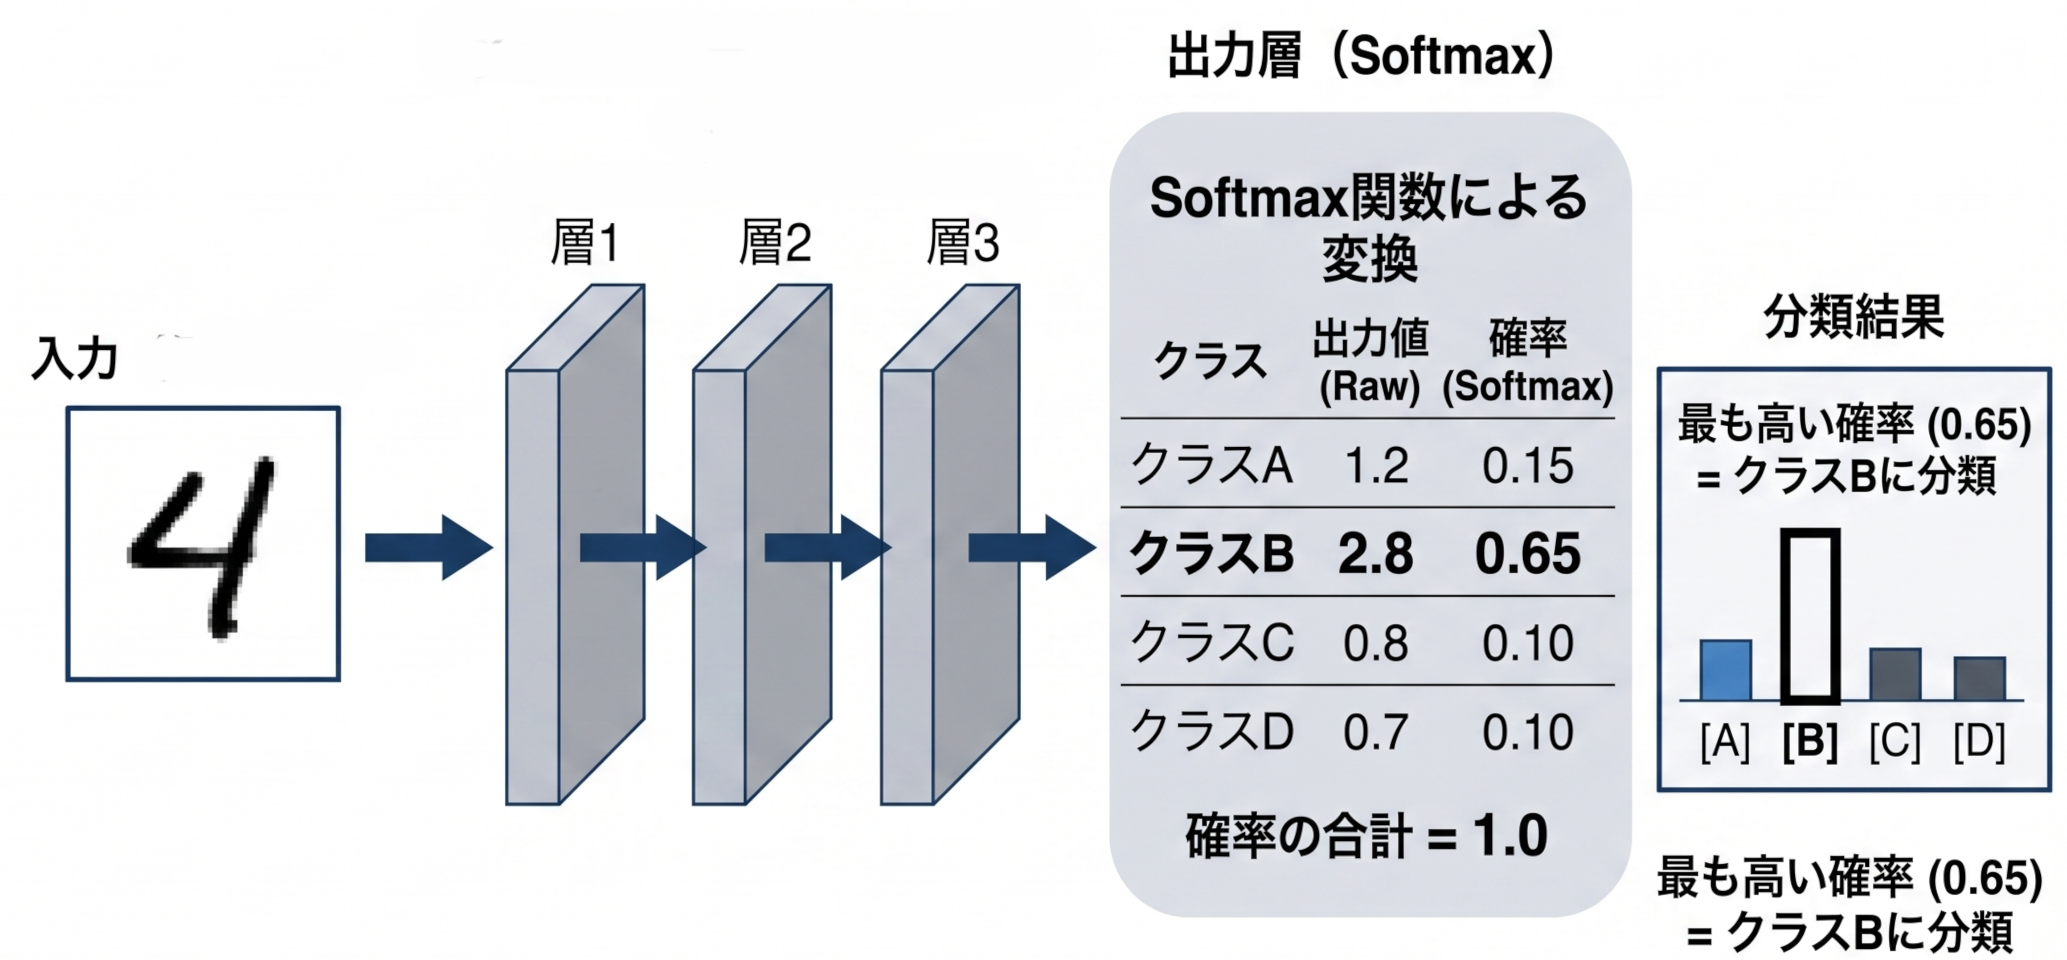 出力層（Softmax）
Softmax関数による
変換
層1 層2 層3
入力
4
クラス 出力値 (Raw) 確率 (Softmax)
クラスA 1.2 0.15
クラスB 2.8 0.65
クラスC 0.8 0.10
クラスD 0.7 0.10
確率の合計 = 1.0
分類結果
最も高い確率 (0.65)
= クラスBに分類
[A] [B] [C] [D]
最も高い確率 (0.65)
= クラスBに分類